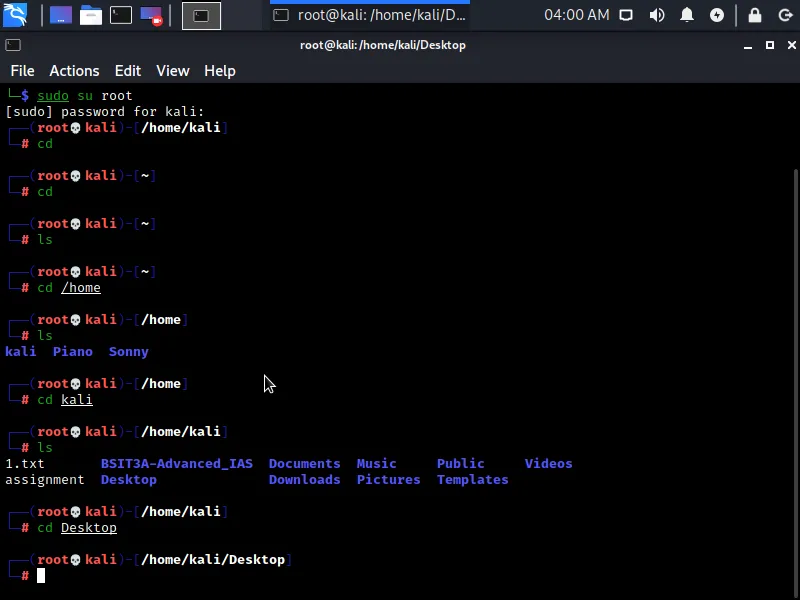 root@kali: /home/kali/D... 04:00 AM
root@kali:/home/kali/Desktop
File Actions Edit View Help
└─$ sudo su root
[sudo] password for kali:
┌──(root💀kali)-[/home/kali]
└─# cd
┌──(root💀kali)-[~]
└─# cd
┌──(root💀kali)-[~]
└─# ls
┌──(root💀kali)-[~]
└─# cd /home
┌──(root💀kali)-[/home]
└─# ls
kali Piano Sonny
┌──(root💀kali)-[/home]
└─# cd kali
┌──(root💀kali)-[/home/kali]
└─# ls
1.txt BSIT3A-Advanced_IAS Documents Music Public Videos
assignment Desktop Downloads Pictures Templates
┌──(root💀kali)-[/home/kali]
└─# cd Desktop
┌──(root💀kali)-[/home/kali/Desktop]
└─#